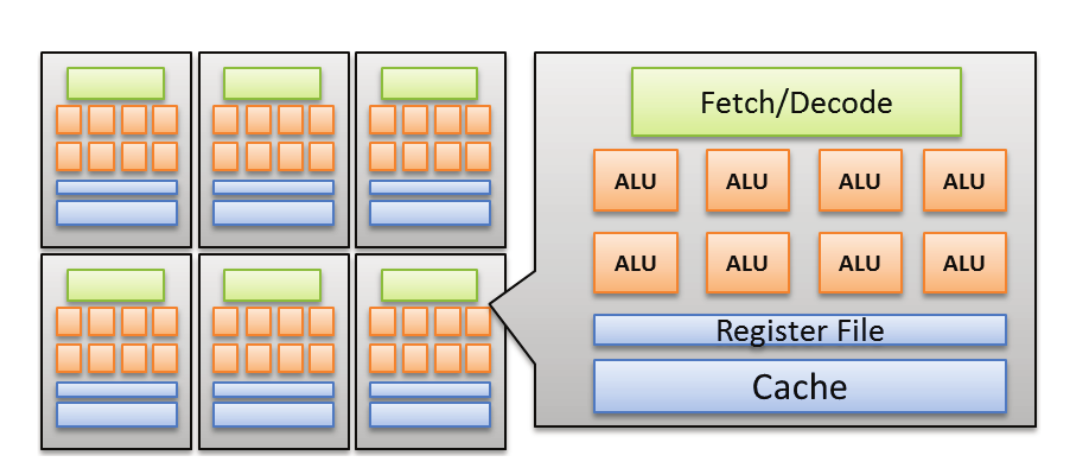 Fetch/Decode
ALU ALU ALU ALU
ALU ALU ALU ALU
Register File
Cache